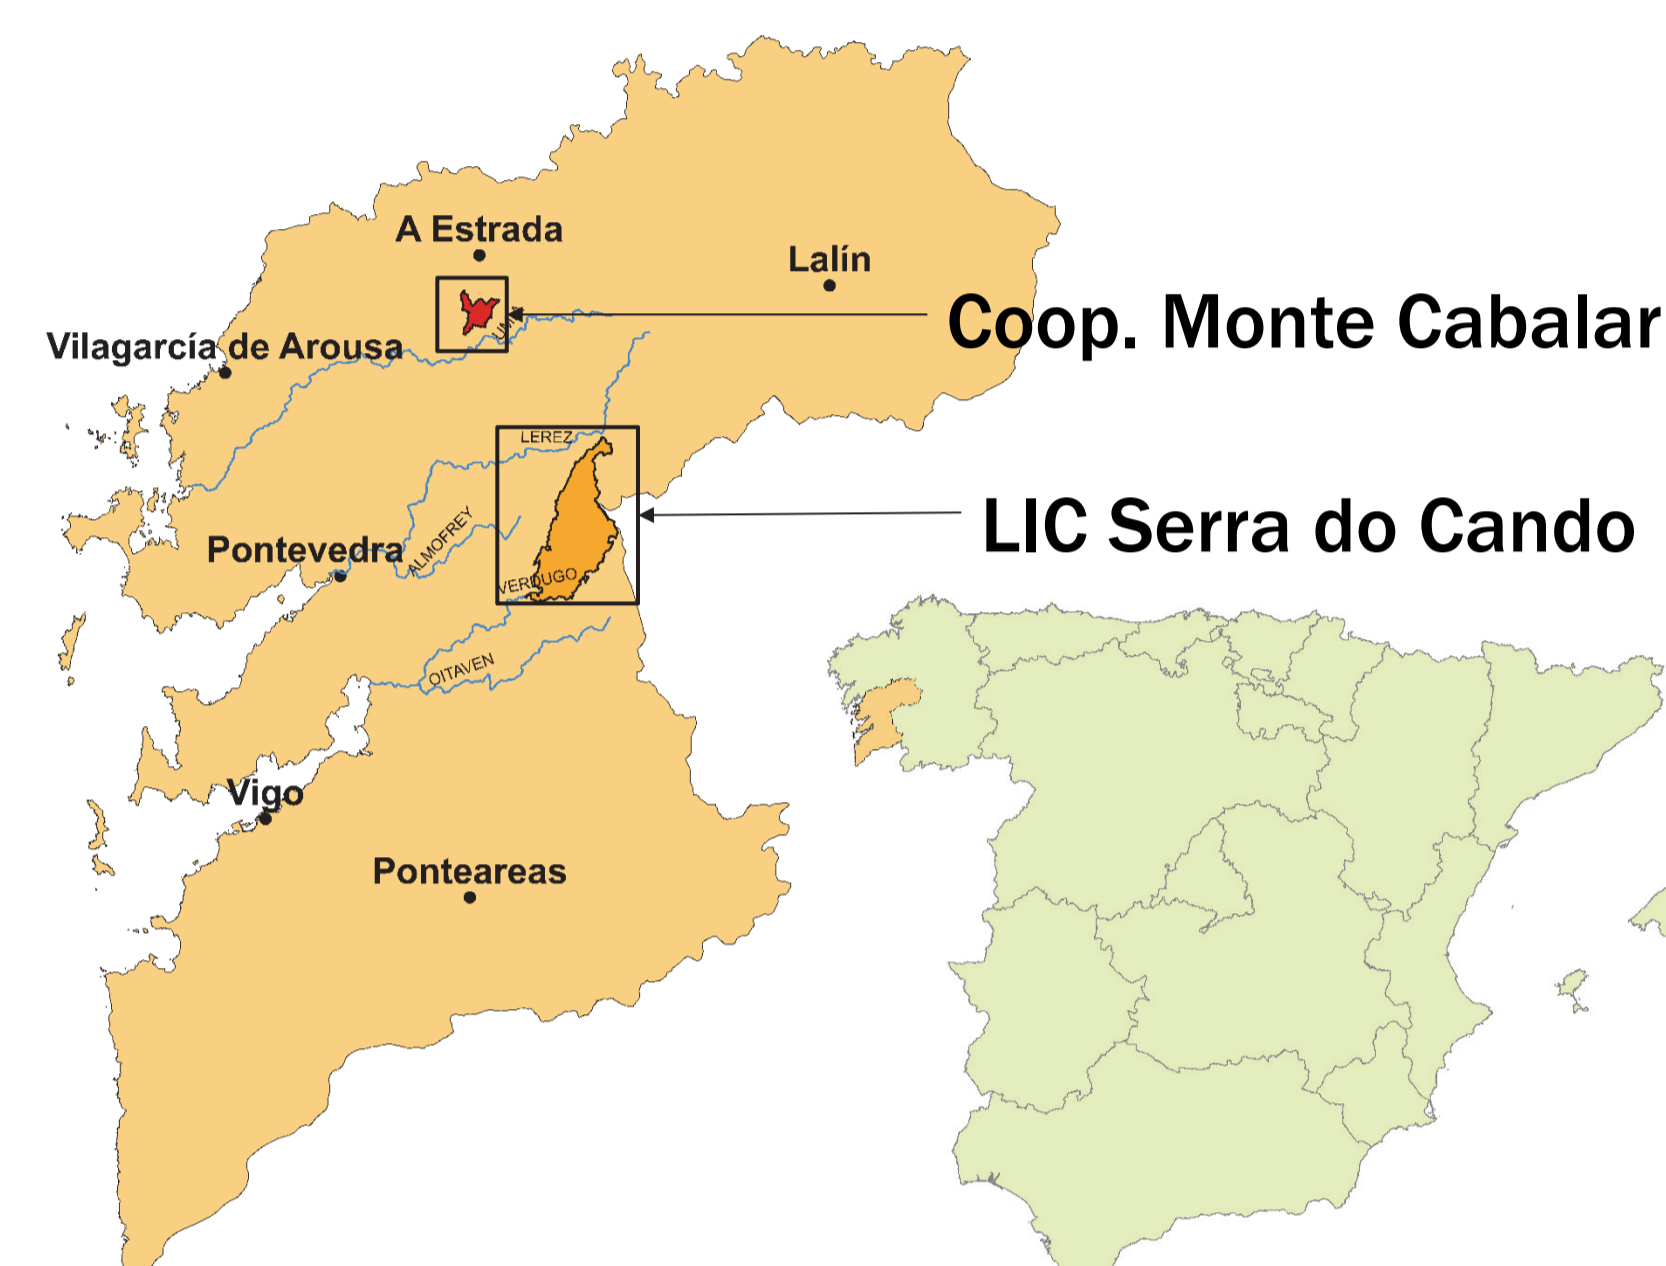 A Estrada
Lalín
UMIA
Coop. Monte Cabalar
Vilagarcía de Arousa
LEREZ
LIC Serra do Cando
ALMOFREY
Pontevedra
VERDUGO
OITAVEN
Vigo
Ponteareas